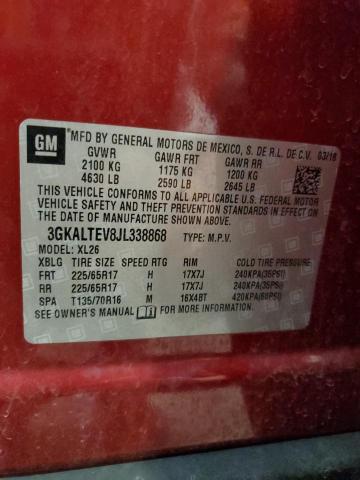 GM
MFD BY GENERAL MOTORS DE MEXICO, S. DE R.L. DE C.V. 03/18
GVWR GAWR FRT GAWR RR
2100 KG 1175 KG 1200 KG
4630 LB 2590 LB 2645 LB
THIS VEHICLE CONFORMS TO ALL APPLICABLE U.S. FEDERAL MOTOR
VEHICLE SAFETY AND THEFT PREVENTION STANDARDS IN EFFECT ON THE
DATE OF MANUFACTURE SHOWN ABOVE.
3GKALTEV8JL338868 TYPE: M.P.V.
MODEL: XL26
XBLG TIRE SIZE SPEED RTG RIM COLD TIRE PRESSURE
FRT 225/65R17 H 17X7J 240KPA(35PSI)
RR 225/65R17 H 17X7J 240KPA(35PSI)
SPA T135/70R16 M 16X4BT 420KPA(60PSI)
SEE OWNER'S MANUAL FOR MORE INFORMATION